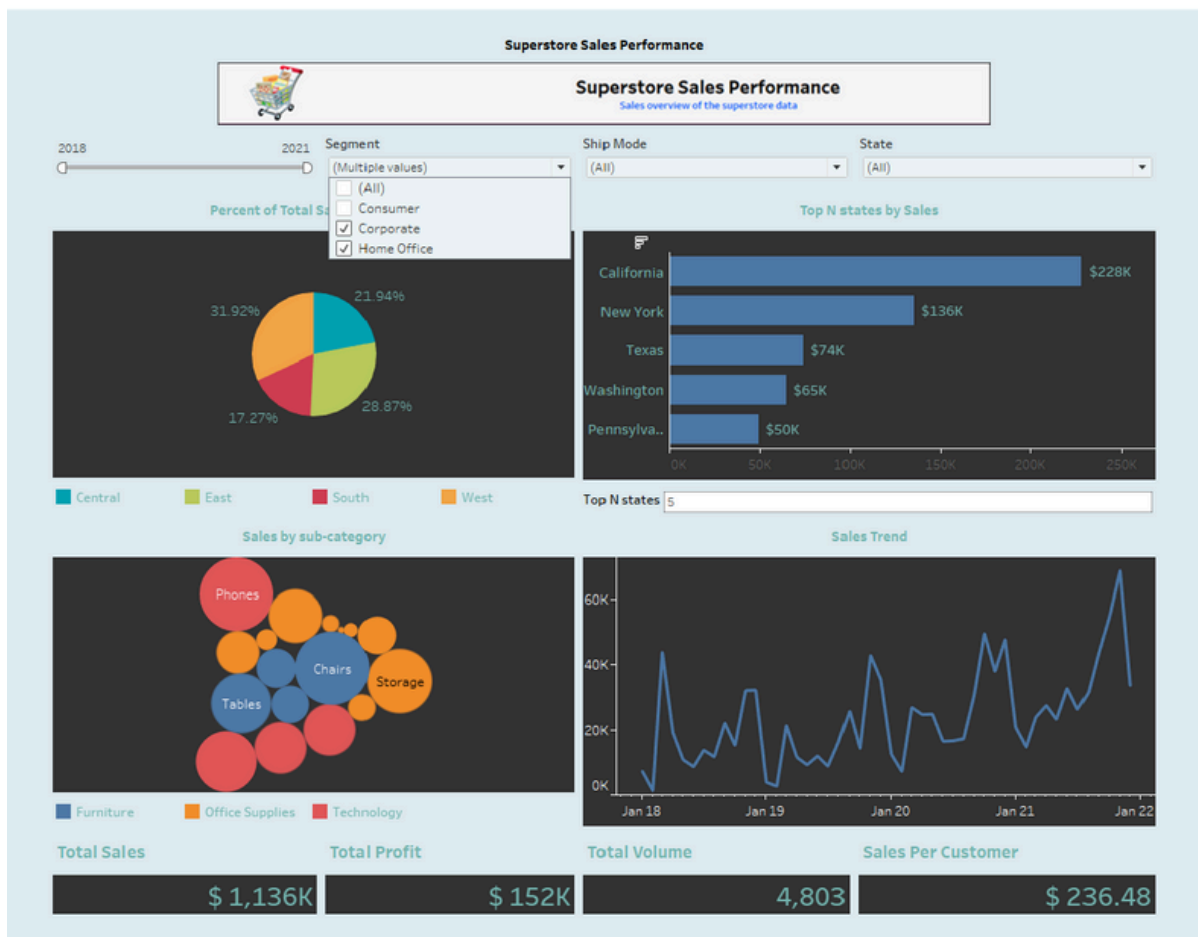 Superstore Sales Performance
Superstore Sales Performance
Sales overview of the superstore data
2018
2021
Segment
Ship Mode
State
(Multiple values)
(All)
(All)
(All)
Consumer
Corporate
Home Office
Percent of Total Sa
Top N states by Sales
31.92%
21.94%
17.27%
28.87%
Central
East
South
West
California
$228K
New York
$136K
Texas
$74K
Washington
$65K
Pennsylva..
$50K
0K
50K
100K
150K
200K
250K
Top N states
5
Sales by sub-category
Phones
Chairs
Storage
Tables
Furniture
Office Supplies
Technology
Sales Trend
60K
40K
20K
0K
Jan 18
Jan 19
Jan 20
Jan 21
Jan 22
Total Sales
Total Profit
Total Volume
Sales Per Customer
$ 1,136K
$ 152K
4,803
$ 236.48